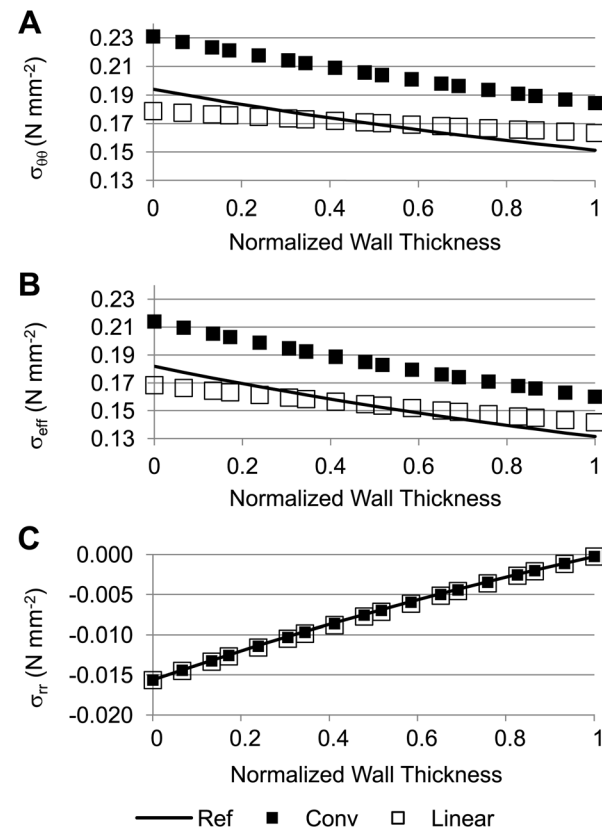 A
σθθ (N mm-2)
0.23
0.21
0.19
0.17
0.15
0.13
0 0.2 0.4 0.6 0.8 1
Normalized Wall Thickness
B
σeff (N mm-2)
0.23
0.21
0.19
0.17
0.15
0.13
0 0.2 0.4 0.6 0.8 1
Normalized Wall Thickness
C
σrr (N mm-2)
0.000
-0.005
-0.010
-0.015
-0.020
0 0.2 0.4 0.6 0.8 1
Normalized Wall Thickness
Ref Conv Linear